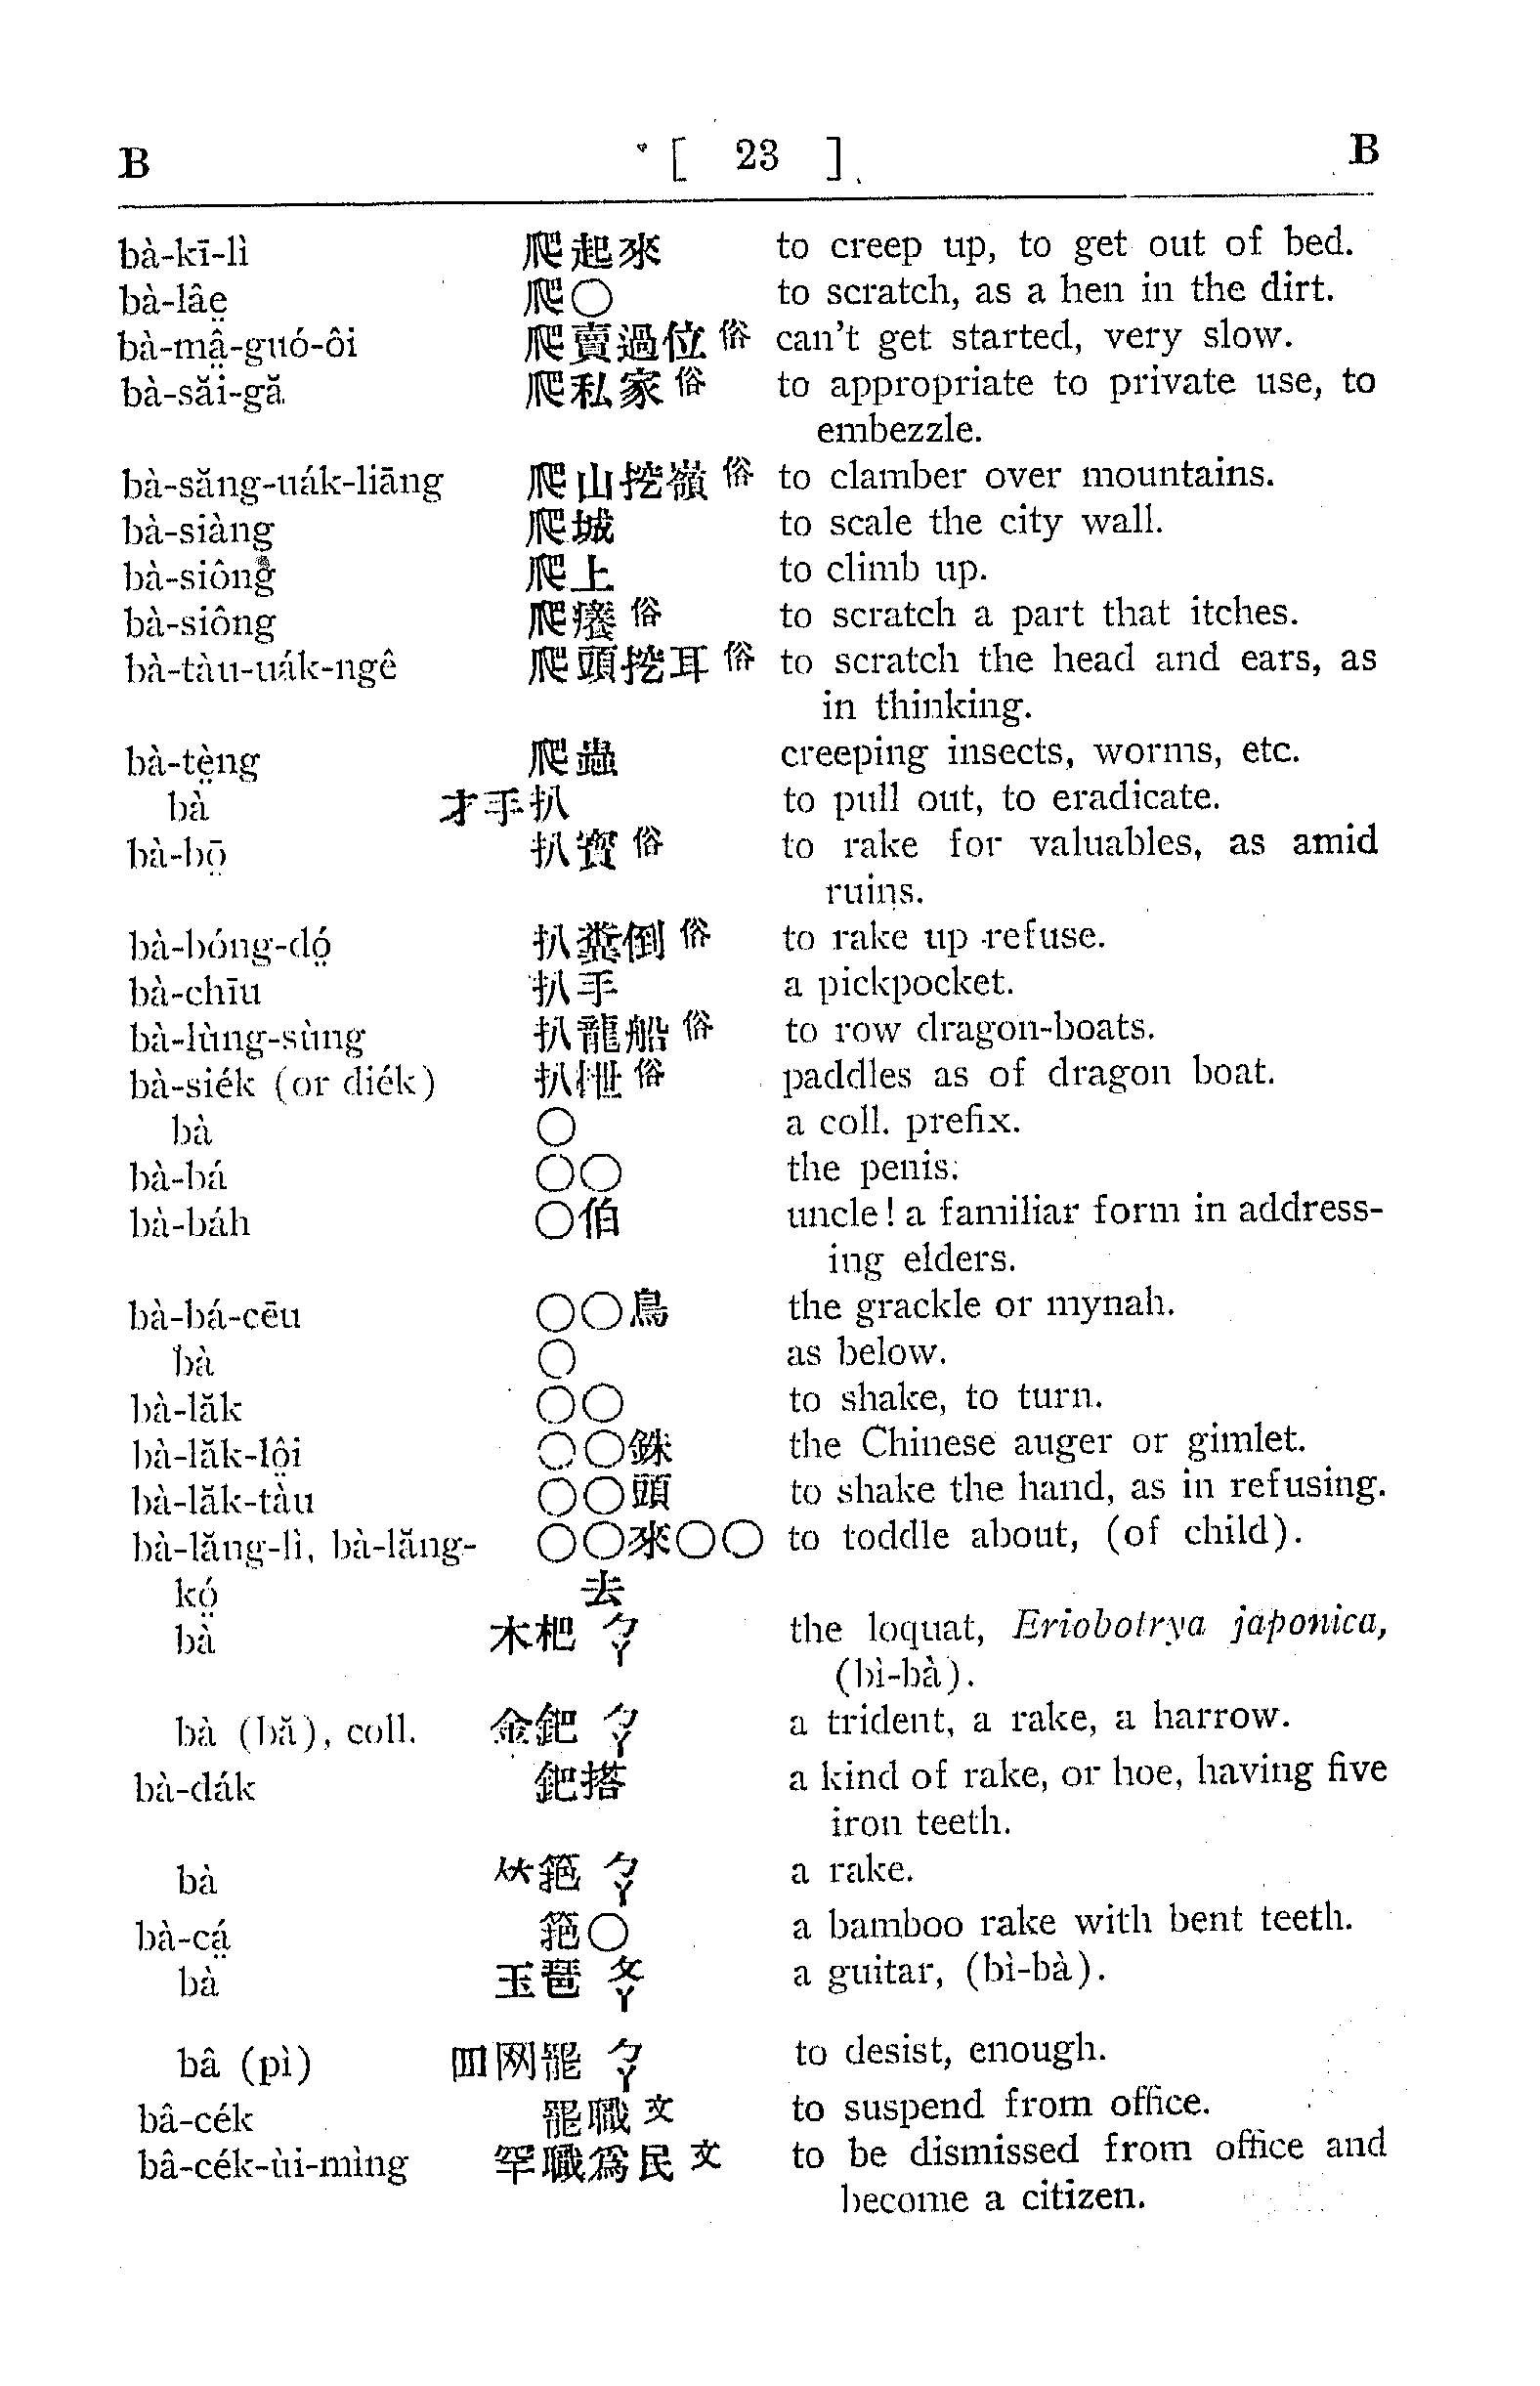 B [ 23 ] B
bà-kī-lì 爬起來 to creep up, to get out of bed.
bà-lâe̤ 爬〇 to scratch, as a hen in the dirt.
bà-mâ̤-guó-ôi 爬賣過位 俗 can't get started, very slow.
bà-săi-gă 爬私家 俗 to appropriate to private use, to
embezzle.
bà-săng-uák-liāng 爬山挖嶺 俗 to clamber over mountains.
bà-siàng 爬城 to scale the city wall.
bà-siông 爬上 to climb up.
bà-siông 爬癢 俗 to scratch a part that itches.
bà-tàu-uák-ngê 爬頭挖耳 俗 to scratch the head and ears, as
in thinking.
bà-tè̤ng 爬蟲 creeping insects, worms, etc.
bà 才手扒 to pull out, to eradicate.
bà-bō̤ 扒寶 俗 to rake for valuables, as amid
ruins.
bà-bóng-dó̤ 扒糞倒 俗 to rake up refuse.
bà-chīu 扒手 a pickpocket.
bà-lùng-sùng 扒龍船 俗 to row dragon-boats.
bà-siék (or diék) 扒枻 俗 paddles as of dragon boat.
bà 〇 a coll. prefix.
bà-bá 〇〇 the penis.
bà-báh 〇伯 uncle! a familiar form in address-
ing elders.
bà-bá-cēu 〇〇鳥 the grackle or mynah.
bà 〇 as below.
bà-lăk 〇〇 to shake, to turn.
bà-lăk-lô̤i 〇〇銇 the Chinese auger or gimlet.
bà-lăk-tàu 〇〇頭 to shake the hand, as in refusing.
bà-lăng-lì, bà-lăng- 〇〇來〇〇 to toddle about, (of child).
kó̤ 去
bà 木杷 ㄅㄚ the loquat, Eriobotrya japonica,
(bì-bà).
bà (bă), coll. 金鈀 ㄅㄚ a trident, a rake, a harrow.
bà-dák 鈀搭 a kind of rake, or hoe, having five
iron teeth.
bà 竹筢 ㄅㄚ a rake.
bà-cá̤ 筢〇 a bamboo rake with bent teeth.
bà 玉琶 ㄆㄚ a guitar, (bì-bà).
bâ (pì) 罒网罷 ㄅㄚ to desist, enough.
bâ-cék 罷職 文 to suspend from office.
bâ-cék-ùi-mìng 罕職爲民 文 to be dismissed from office and
become a citizen.